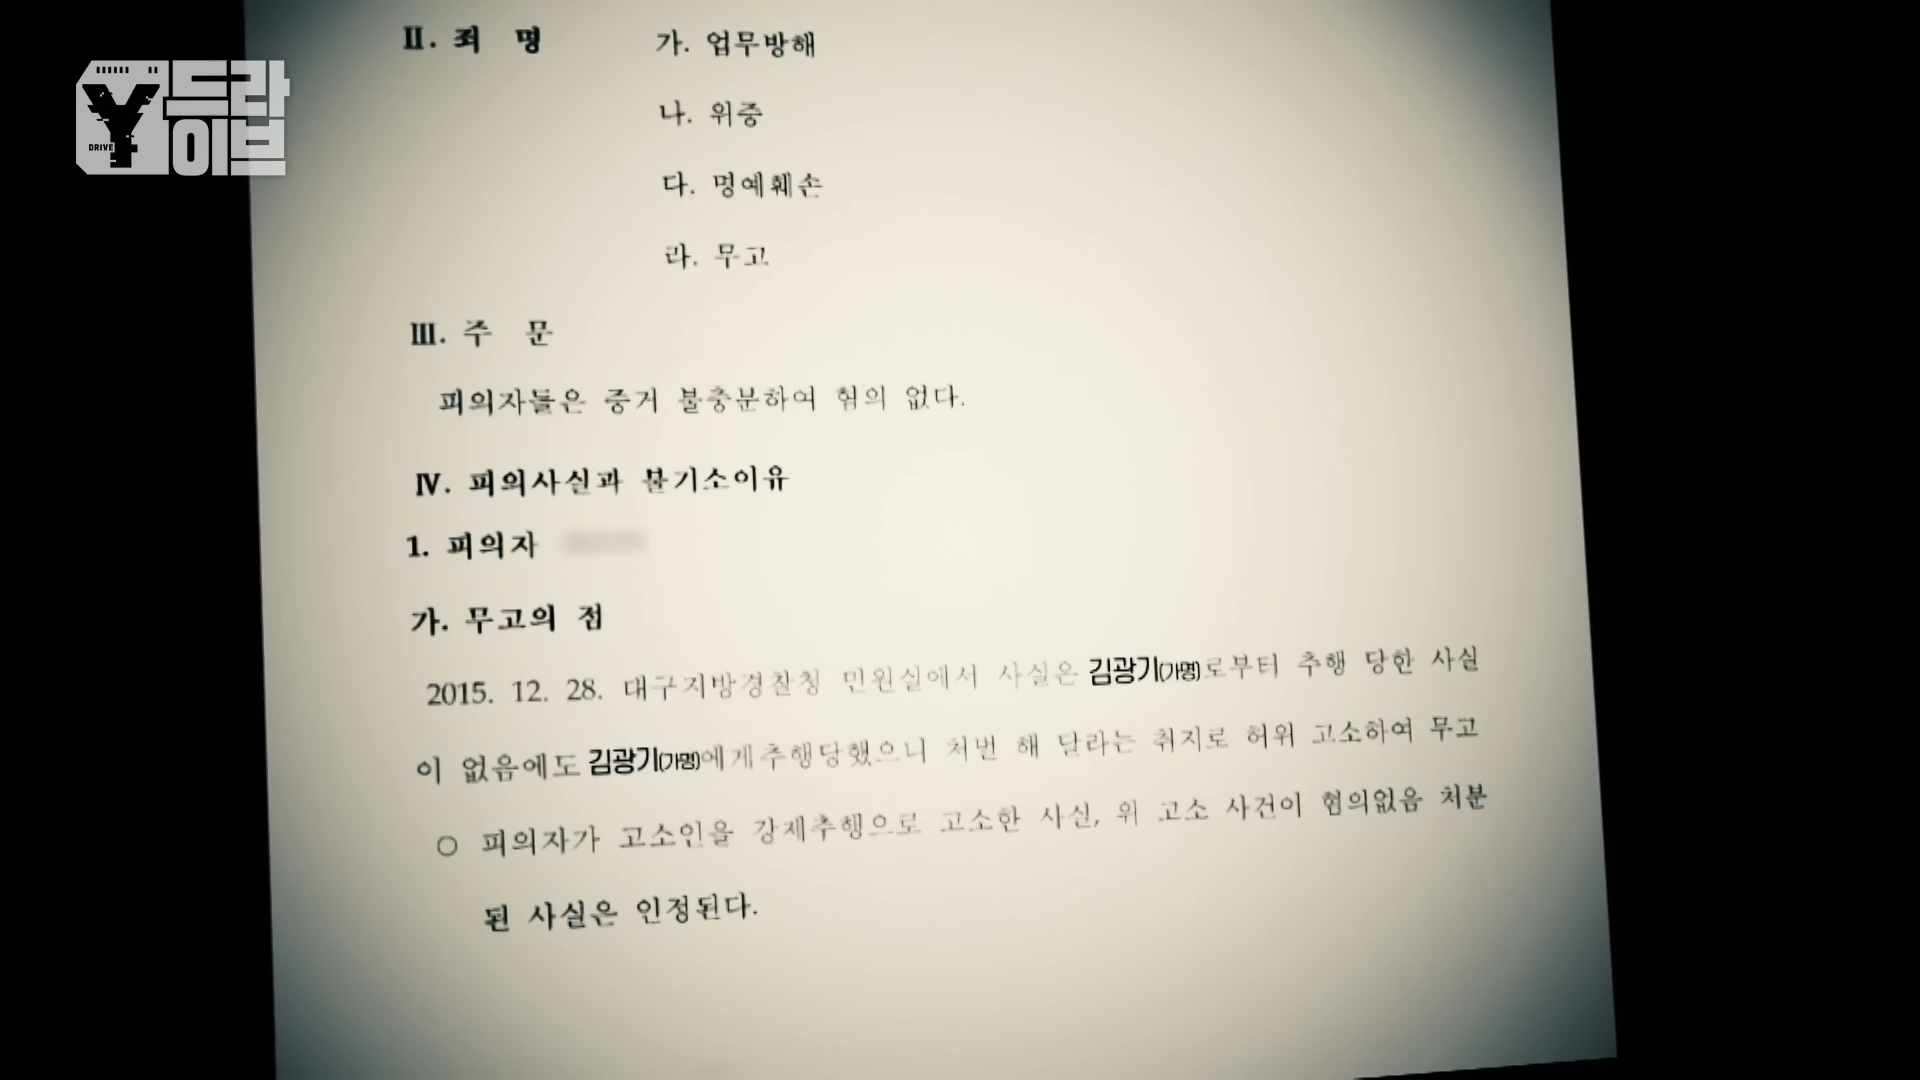 Y DRIVE
드라
이브
Ⅱ. 죄 명 가. 업무방해
나. 위증
다. 명예훼손
라. 무고
Ⅲ. 주 문
피의자들은 증거 불충분하여 혐의 없다.
Ⅳ. 피의사실과 불기소이유
1. 피의자
가. 무고의 점
2015. 12. 28. 대구지방경찰청 민원실에서 사실은 김광기(가명)로부터 추행 당한 사실
이 없음에도 김광기(가명)에게 추행당했으니 처벌 해 달라는 취지로 허위 고소하여 무고
○ 피의자가 고소인을 강제추행으로 고소한 사실, 위 고소 사건이 혐의없음 처분
된 사실은 인정된다.